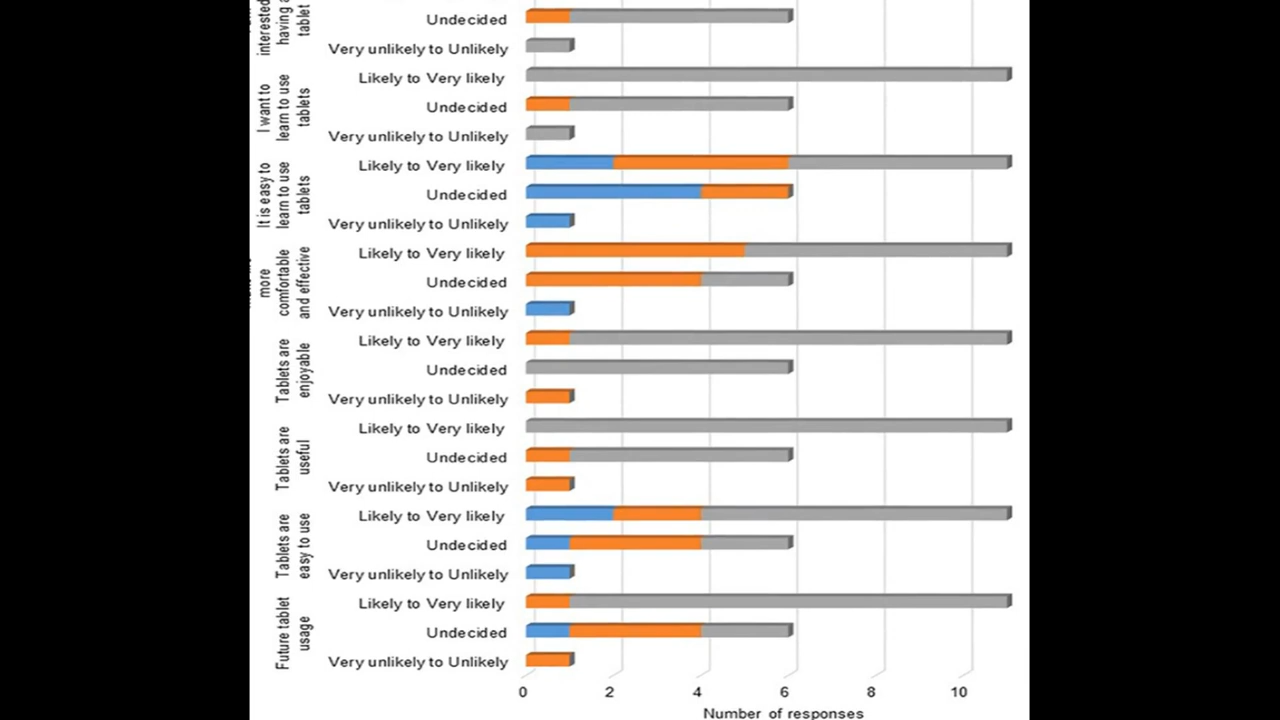 interested
having a
tablet
Undecided
Very unlikely to Unlikely
I want to
learn to use
tablets
Likely to Very likely
Undecided
Very unlikely to Unlikely
It is easy to
learn to use
tablets
Likely to Very likely
Undecided
Very unlikely to Unlikely
more
comfortable
and effective
Likely to Very likely
Undecided
Very unlikely to Unlikely
Tablets are
enjoyable
Likely to Very likely
Undecided
Very unlikely to Unlikely
Tablets are
useful
Likely to Very likely
Undecided
Very unlikely to Unlikely
Tablets are
easy to use
Likely to Very likely
Undecided
Very unlikely to Unlikely
Future tablet
usage
Likely to Very likely
Undecided
Very unlikely to Unlikely
0 2 4 6 8 10
Number of responses